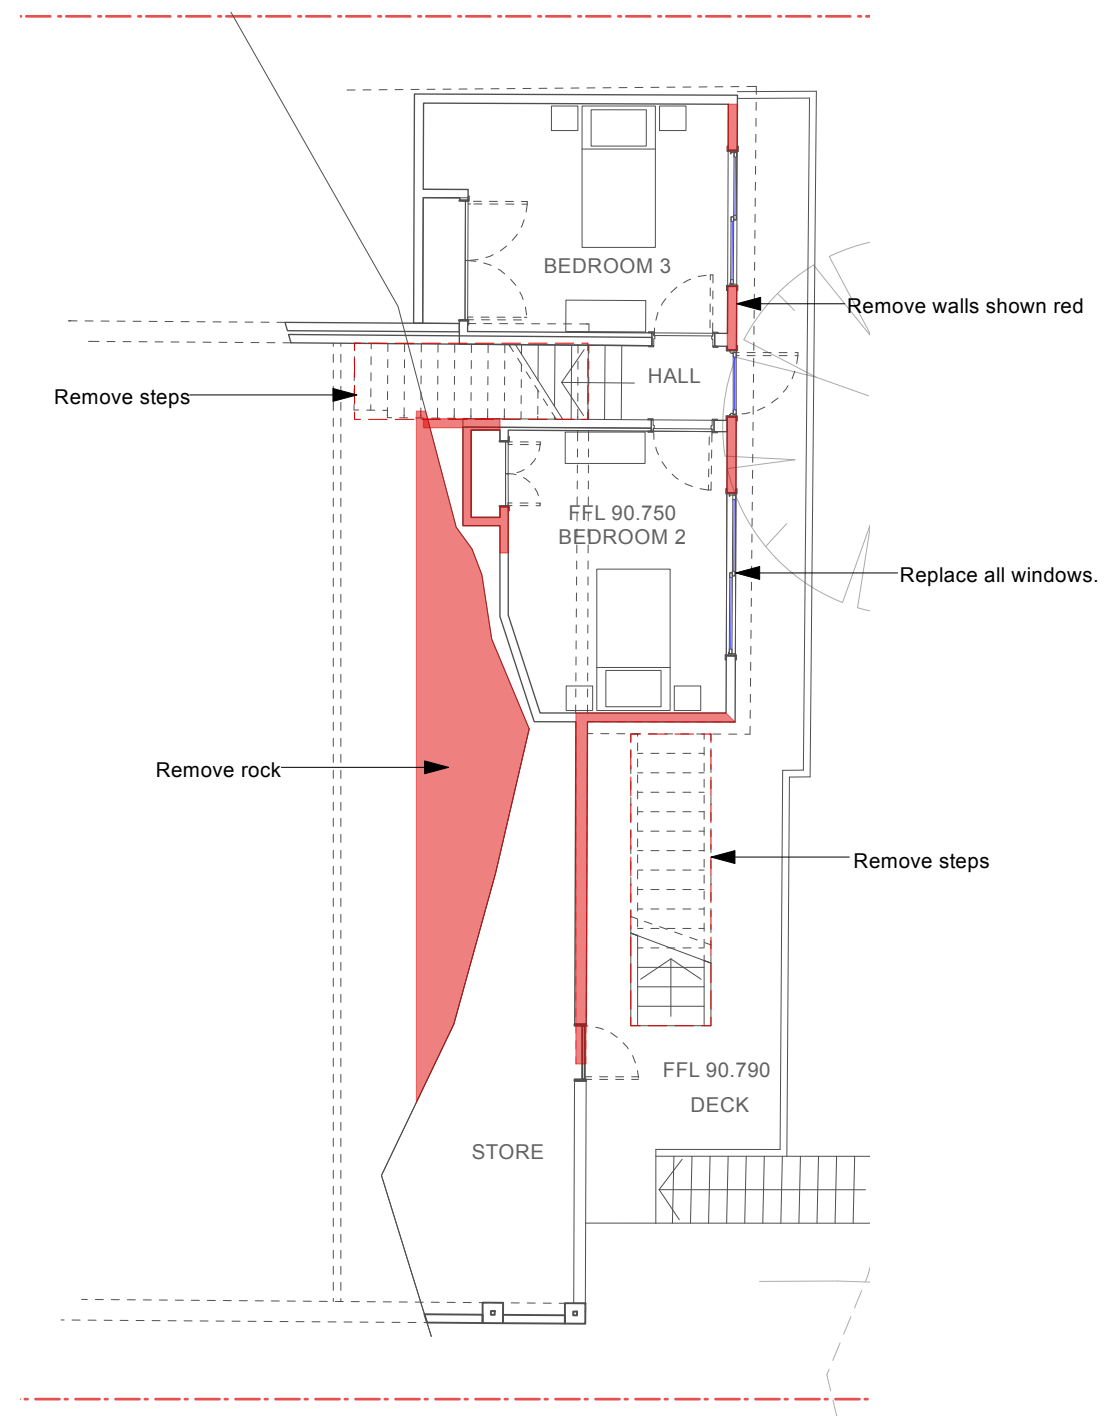 BEDROOM 3
Remove walls shown red
HALL
Remove steps
FFL 90.750
BEDROOM 2
Replace all windows.
Remove rock
Remove steps
FFL 90.790
DECK
STORE